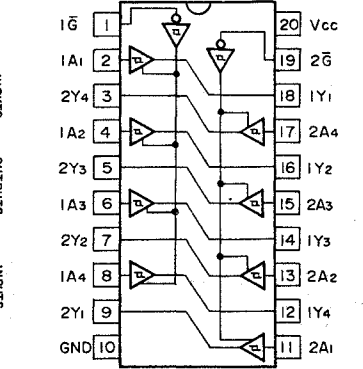 1G̅ 1 20 Vcc
1A1 2 19 2G̅
2Y4 3 18 1Y1
1A2 4 17 2A4
2Y3 5 16 1Y2
1A3 6 15 2A3
2Y2 7 14 1Y3
1A4 8 13 2A2
2Y1 9 12 1Y4
GND 10 11 2A1